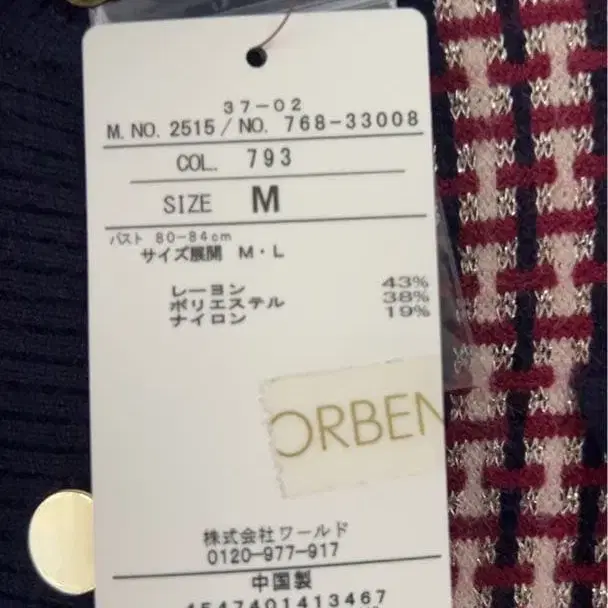 37-02
M.NO. 2515/NO. 768-33008
COL. 793
SIZE M
バスト 80-84cm
サイズ展開 M・L
レーヨン 43%
ポリエステル 38%
ナイロン 19%
ORBEN
株式会社ワールド
0120-977-917
中国製
4547401413467